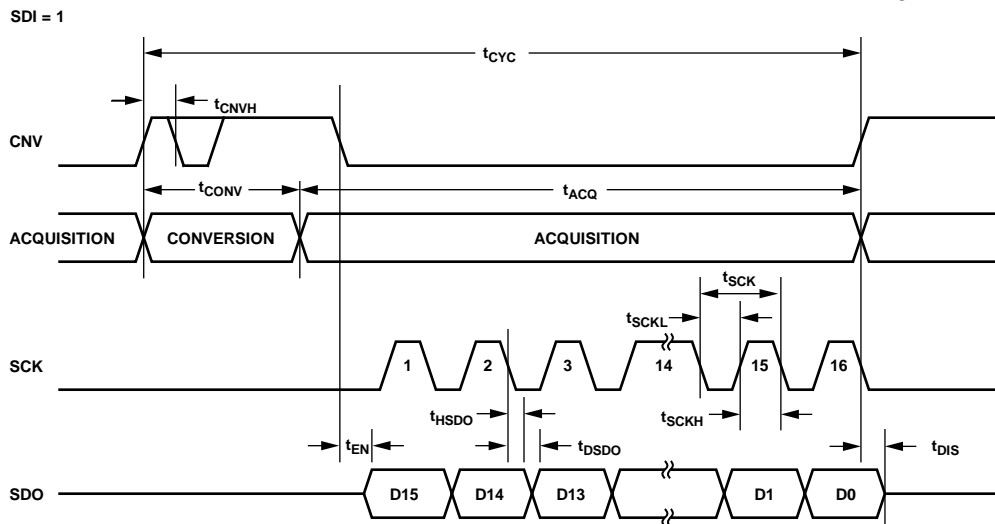 SDI = 1
tCYC
tCNVH
CNV
tCONV
tACQ
ACQUISITION CONVERSION ACQUISITION
tSCK
tSCKL
SCK 1 2 3 14 15 16
tHSDO tSCKH
tEN tDSDO tDIS
SDO D15 D14 D13 D1 D0